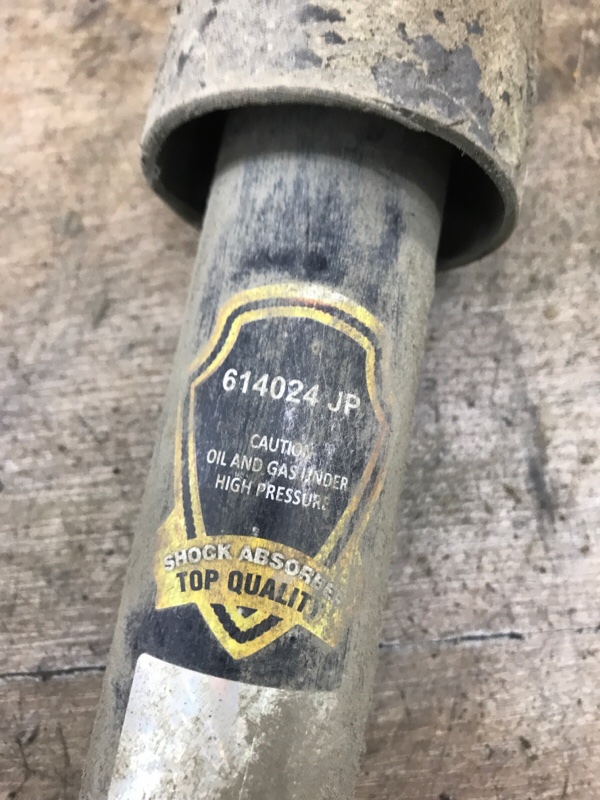 614024 JP
CAUTION
OIL AND GAS UNDER
HIGH PRESSURE
SHOCK ABSORBER
TOP QUALITY